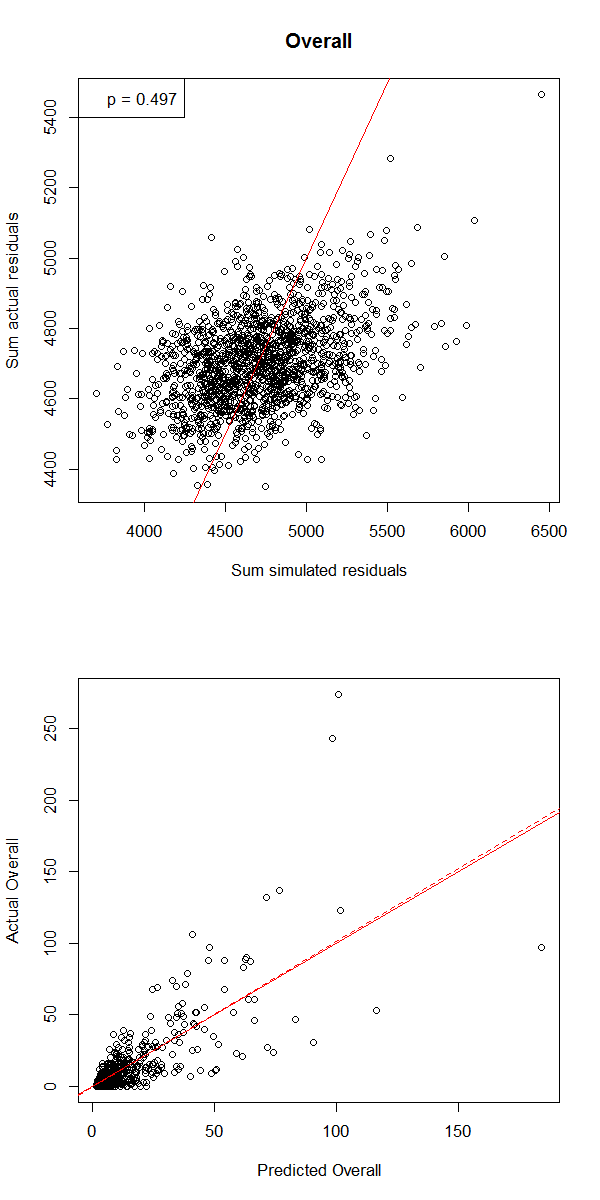 Overall
p = 0.497
Sum actual residuals
5400
5200
5000
4800
4600
4400
4000 4500 5000 5500 6000 6500
Sum simulated residuals
Actual Overall
250
200
150
100
50
0
0 50 100 150
Predicted Overall